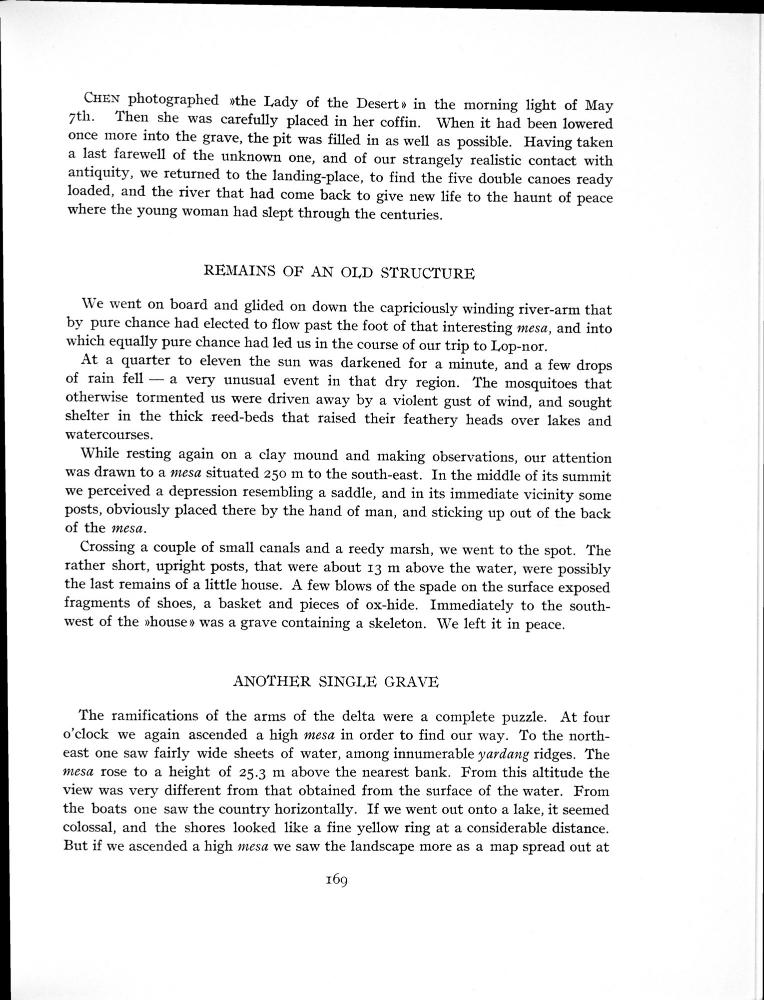 CHEN photographed »the Lady of the Desert» in the morning light of May
7th. Then she was carefully placed in her coffin. When it had been lowered
once more into the grave, the pit was filled in as well as possible. Having taken
a last farewell of the unknown one, and of our strangely realistic contact with
antiquity, we returned to the landing-place, to find the five double canoes ready
loaded, and the river that had come back to give new life to the haunt of peace
where the young woman had slept through the centuries.
REMAINS OF AN OLD STRUCTURE
We went on board and glided on down the capriciously winding river-arm that
by pure chance had elected to flow past the foot of that interesting mesa, and into
which equally pure chance had led us in the course of our trip to Lop-nor.
At a quarter to eleven the sun was darkened for a minute, and a few drops
of rain fell — a very unusual event in that dry region. The mosquitoes that
otherwise tormented us were driven away by a violent gust of wind, and sought
shelter in the thick reed-beds that raised their feathery heads over lakes and
watercourses.
While resting again on a clay mound and making observations, our attention
was drawn to a mesa situated 250 m to the south-east. In the middle of its summit
we perceived a depression resembling a saddle, and in its immediate vicinity some
posts, obviously placed there by the hand of man, and sticking up out of the back
of the mesa.
Crossing a couple of small canals and a reedy marsh, we went to the spot. The
rather short, upright posts, that were about 13 m above the water, were possibly
the last remains of a little house. A few blows of the spade on the surface exposed
fragments of shoes, a basket and pieces of ox-hide. Immediately to the south-
west of the »house» was a grave containing a skeleton. We left it in peace.
ANOTHER SINGLE GRAVE
The ramifications of the arms of the delta were a complete puzzle. At four
o'clock we again ascended a high mesa in order to find our way. To the north-
east one saw fairly wide sheets of water, among innumerable yardang ridges. The
mesa rose to a height of 25.3 m above the nearest bank. From this altitude the
view was very different from that obtained from the surface of the water. From
the boats one saw the country horizontally. If we went out onto a lake, it seemed
colossal, and the shores looked like a fine yellow ring at a considerable distance.
But if we ascended a high mesa we saw the landscape more as a map spread out at
169